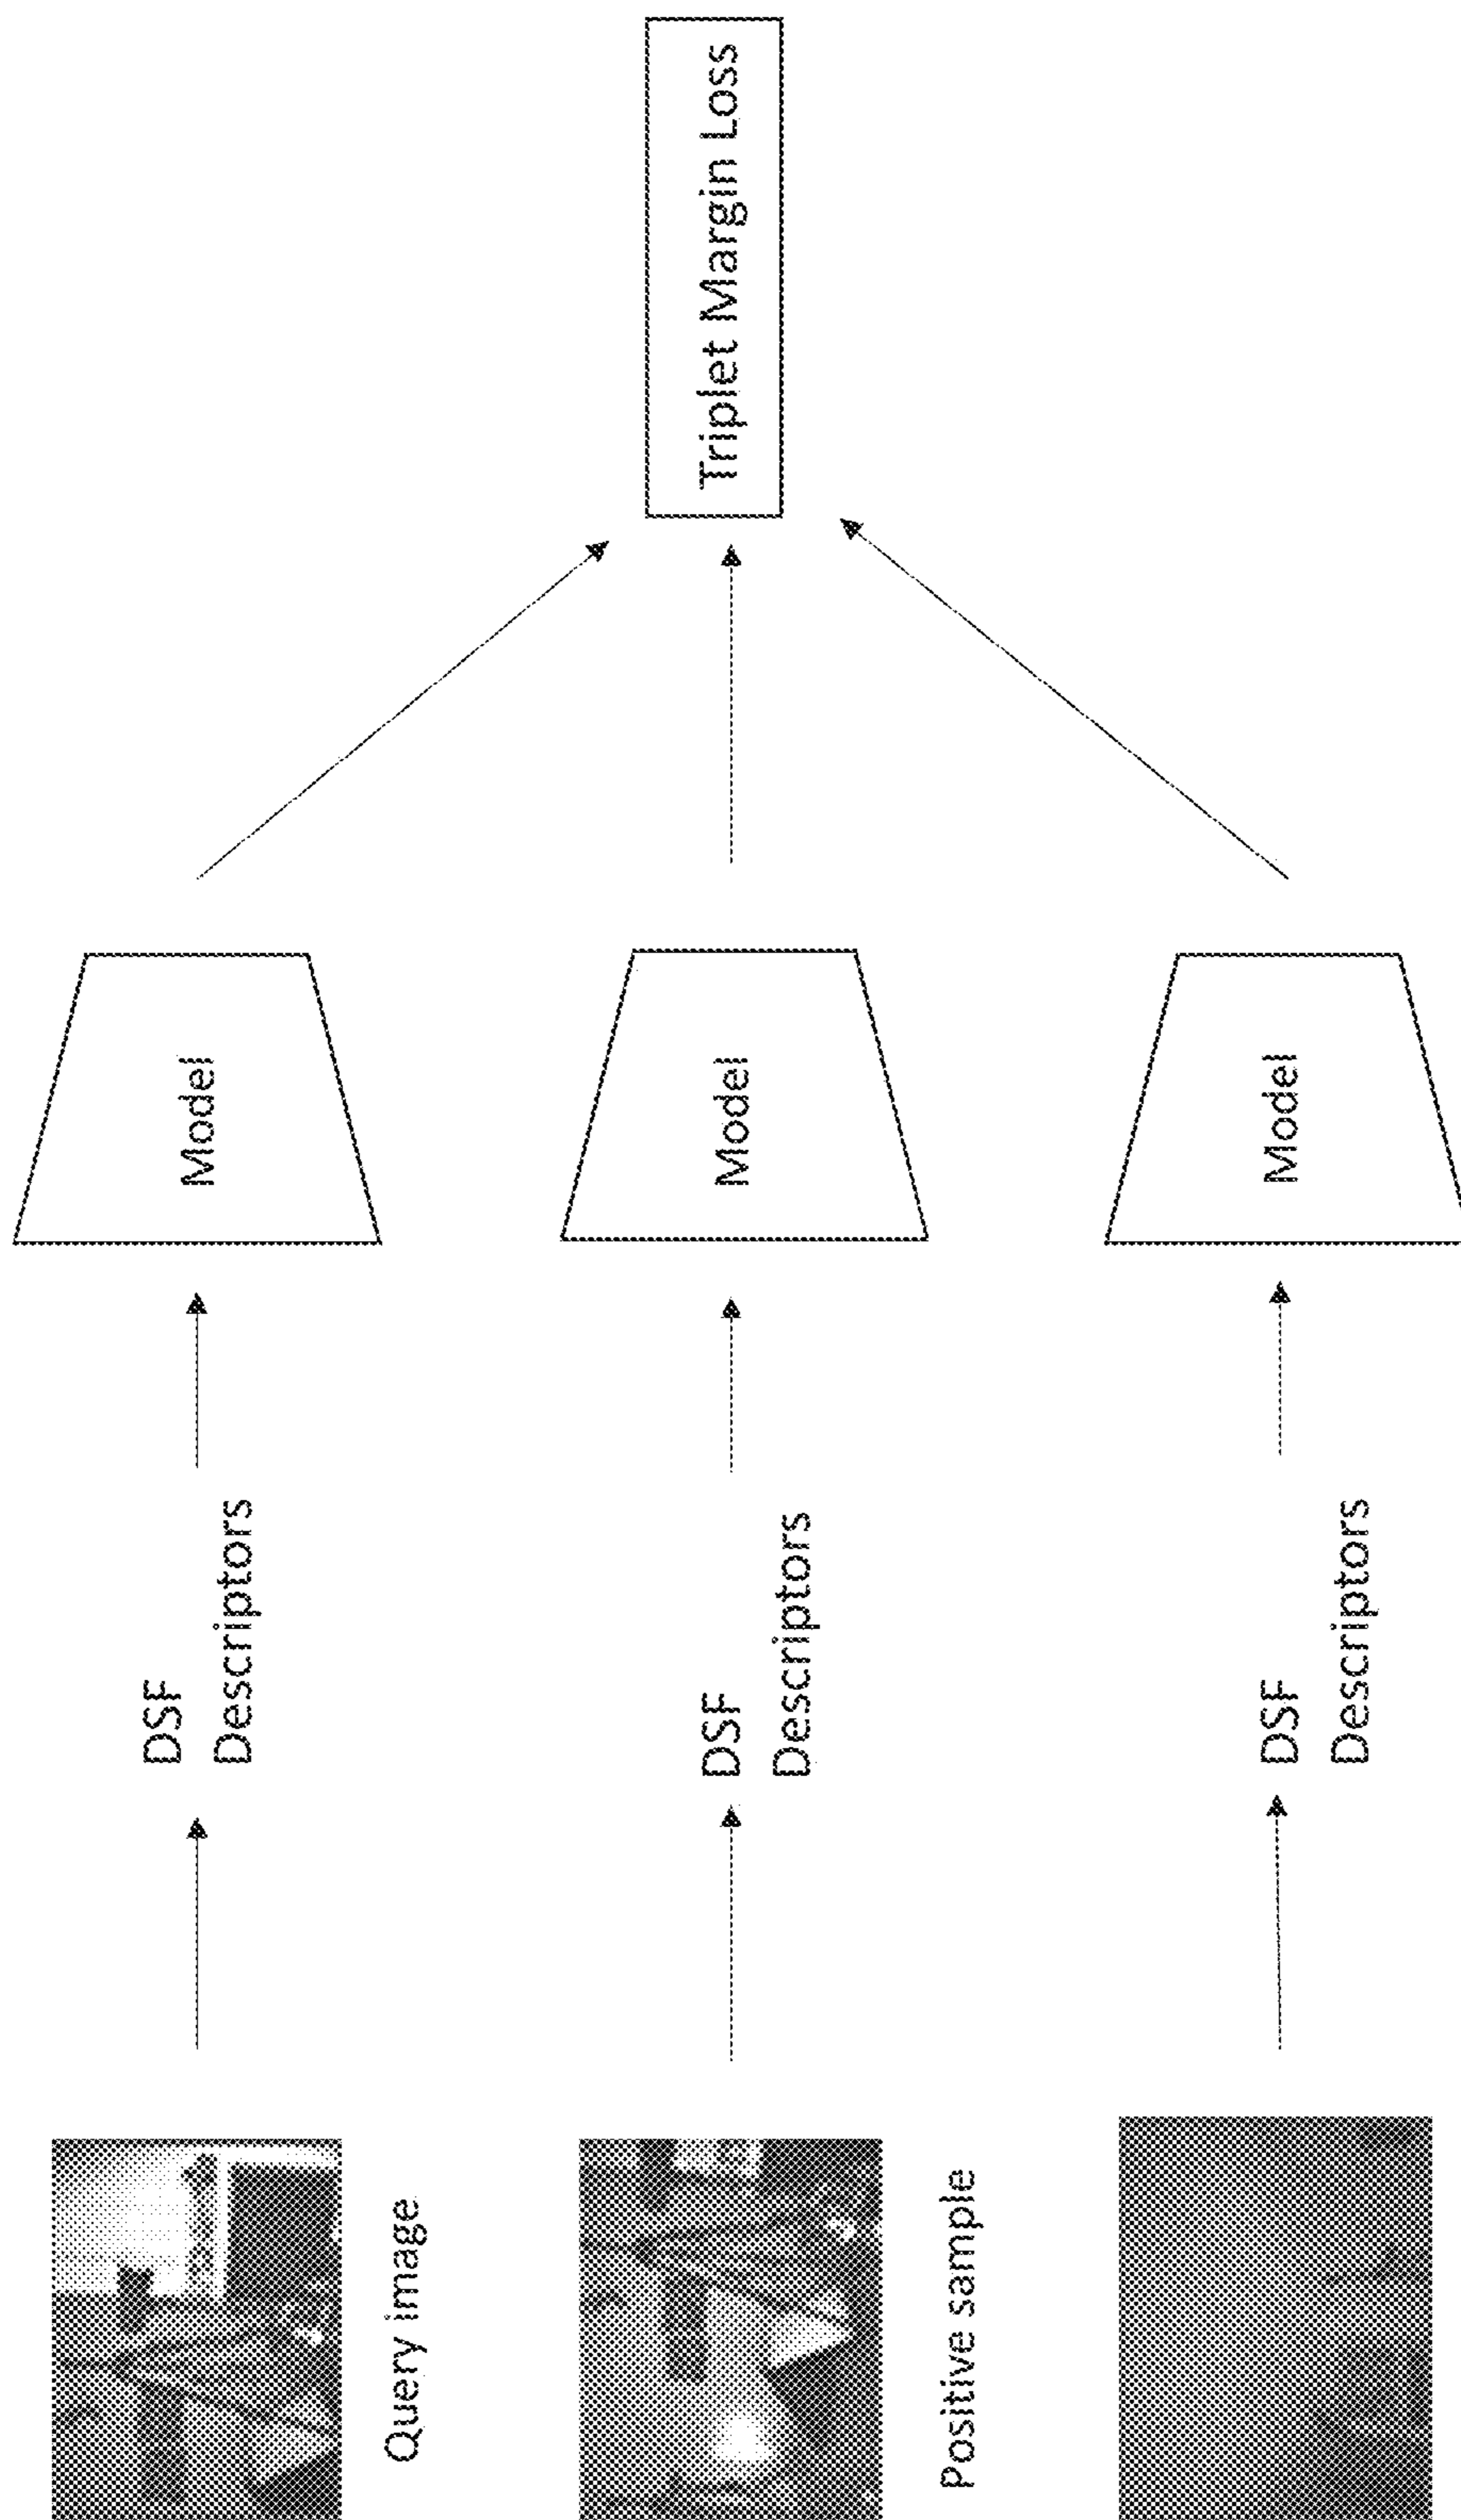 Query image
DSF
Descriptors
Model
Positive sample
DSF
Descriptors
Model
DSF
Descriptors
Model
Triplet Margin Loss